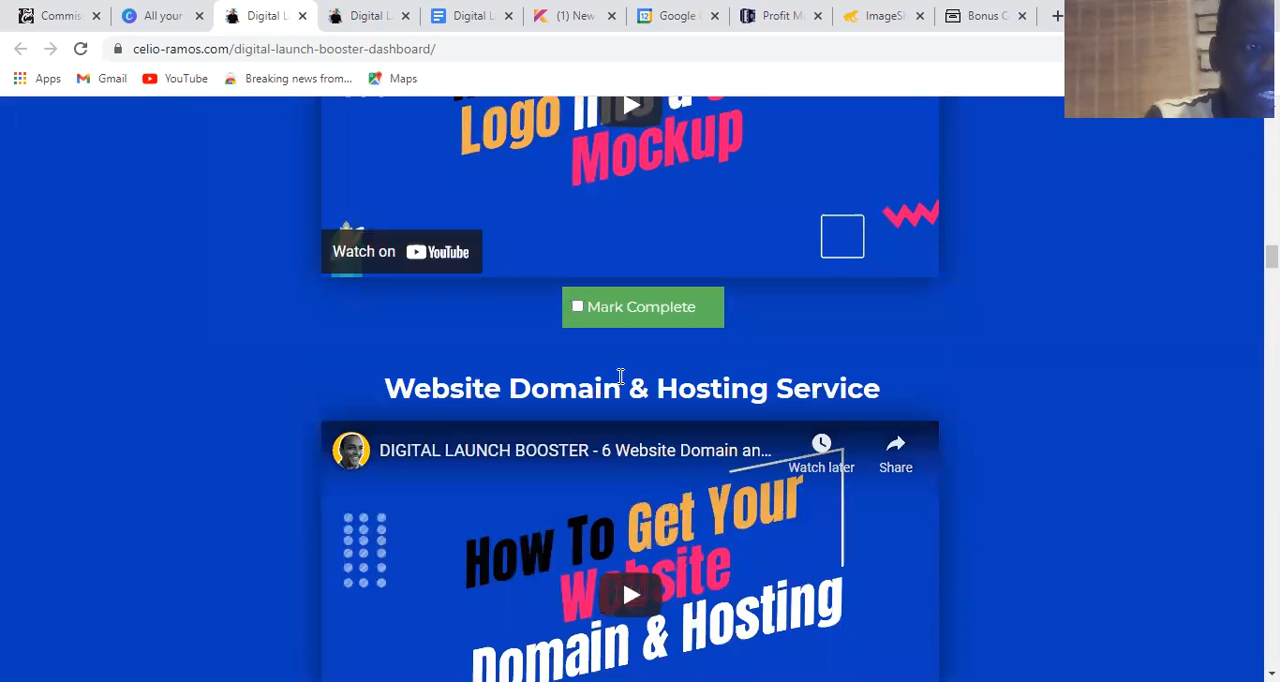 Commis
All your
Digital L
Digital L
Digital L
(1) New
Google
12
Profit M
ImageS
Bonus C
celio-ramos.com/digital-launch-booster-dashboard/
Apps
Gmail
YouTube
Breaking news from...
Maps
Logo
Mockup
Watch on YouTube
Mark Complete
Website Domain & Hosting Service
DIGITAL LAUNCH BOOSTER - 6 Website Domain an...
Watch later
Share
How To Get Your
Website
Domain & Hosting